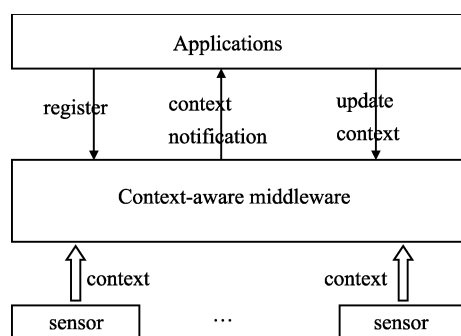 Applications
register
context
notification
update
context
Context-aware middleware
context
context
sensor
...
sensor